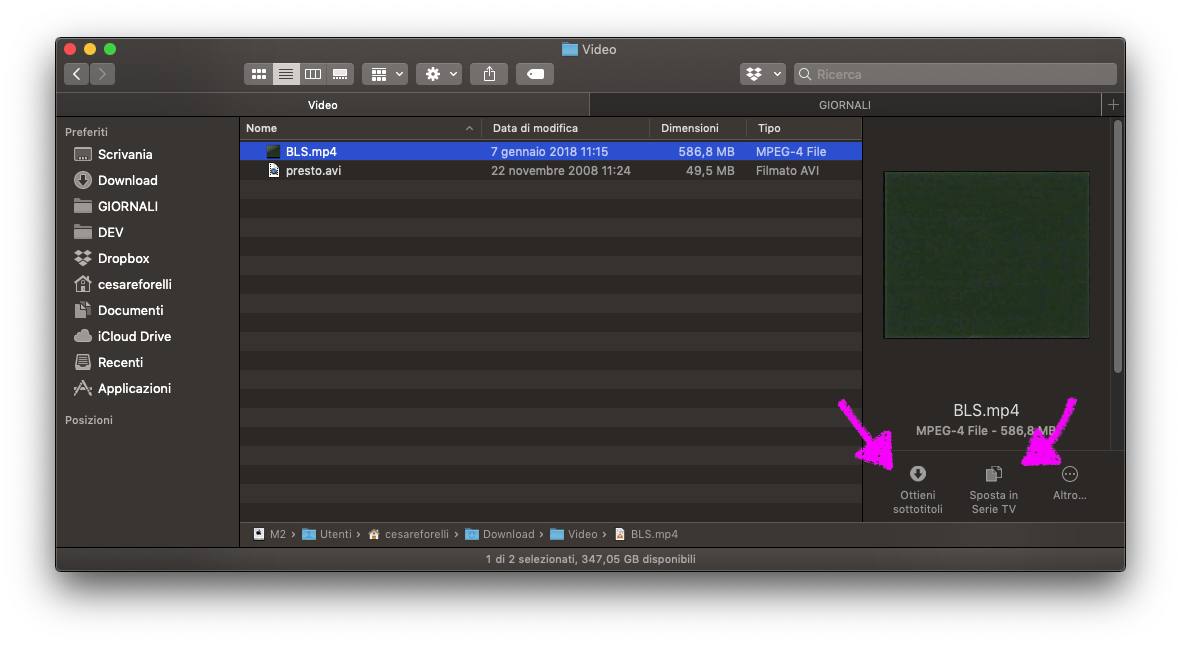 Video
Ricerca
Video
GIORNALI
Preferiti
Scrivania
Download
GIORNALI
DEV
Dropbox
cesareforelli
Documenti
iCloud Drive
Recenti
Applicazioni
Posizioni
Nome Data di modifica Dimensioni Tipo
BLS.mp4 7 gennaio 2018 11:15 586,8 MB MPEG-4 File
presto.avi 22 novembre 2008 11:24 49,5 MB Filmato AVI
BLS.mp4
MPEG-4 File - 586,8 MB
Ottieni
sottotitoli
Sposta in
Serie TV
Altro...
M2 › Utenti › cesareforelli › Download › Video › BLS.mp4
1 di 2 selezionati, 347,05 GB disponibili